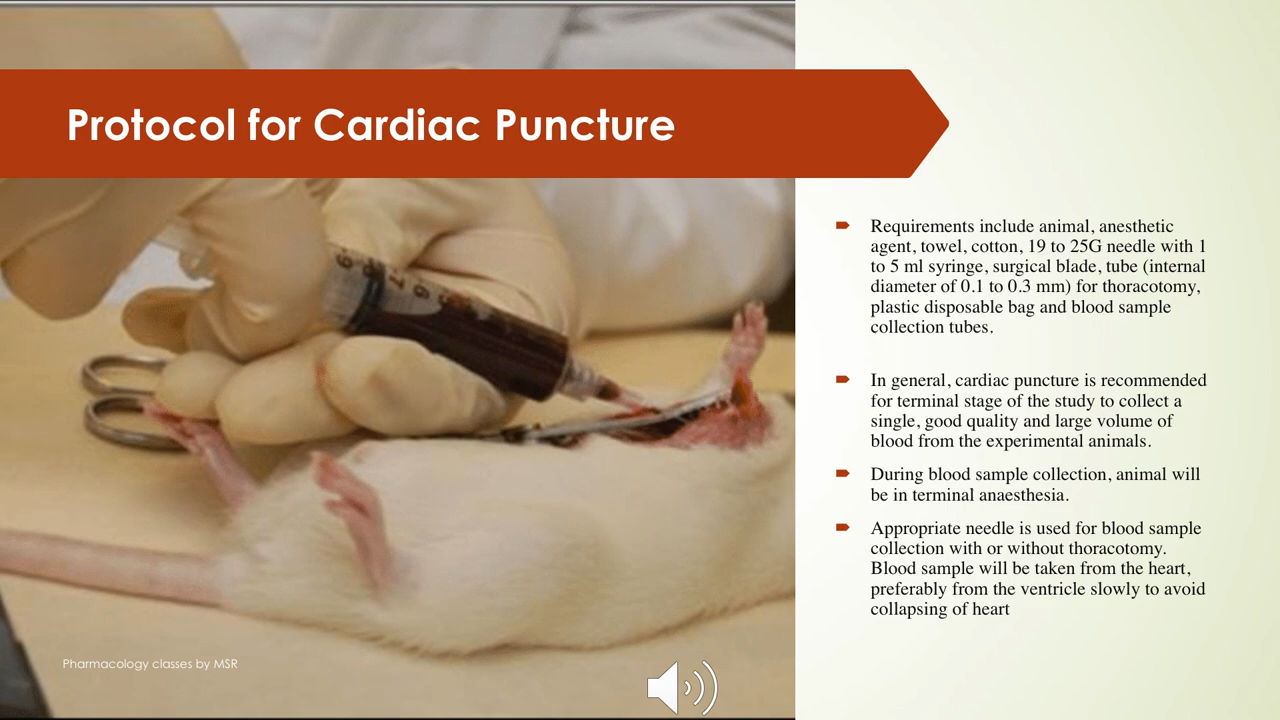 Protocol for Cardiac Puncture
Requirements include animal, anesthetic
agent, towel, cotton, 19 to 25G needle with 1
to 5 ml syringe, surgical blade, tube (internal
diameter of 0.1 to 0.3 mm) for thoracotomy,
plastic disposable bag and blood sample
collection tubes.
In general, cardiac puncture is recommended
for terminal stage of the study to collect a
single, good quality and large volume of
blood from the experimental animals.
During blood sample collection, animal will
be in terminal anaesthesia.
Appropriate needle is used for blood sample
collection with or without thoracotomy.
Blood sample will be taken from the heart,
preferably from the ventricle slowly to avoid
collapsing of heart
Pharmacology classes by MSR